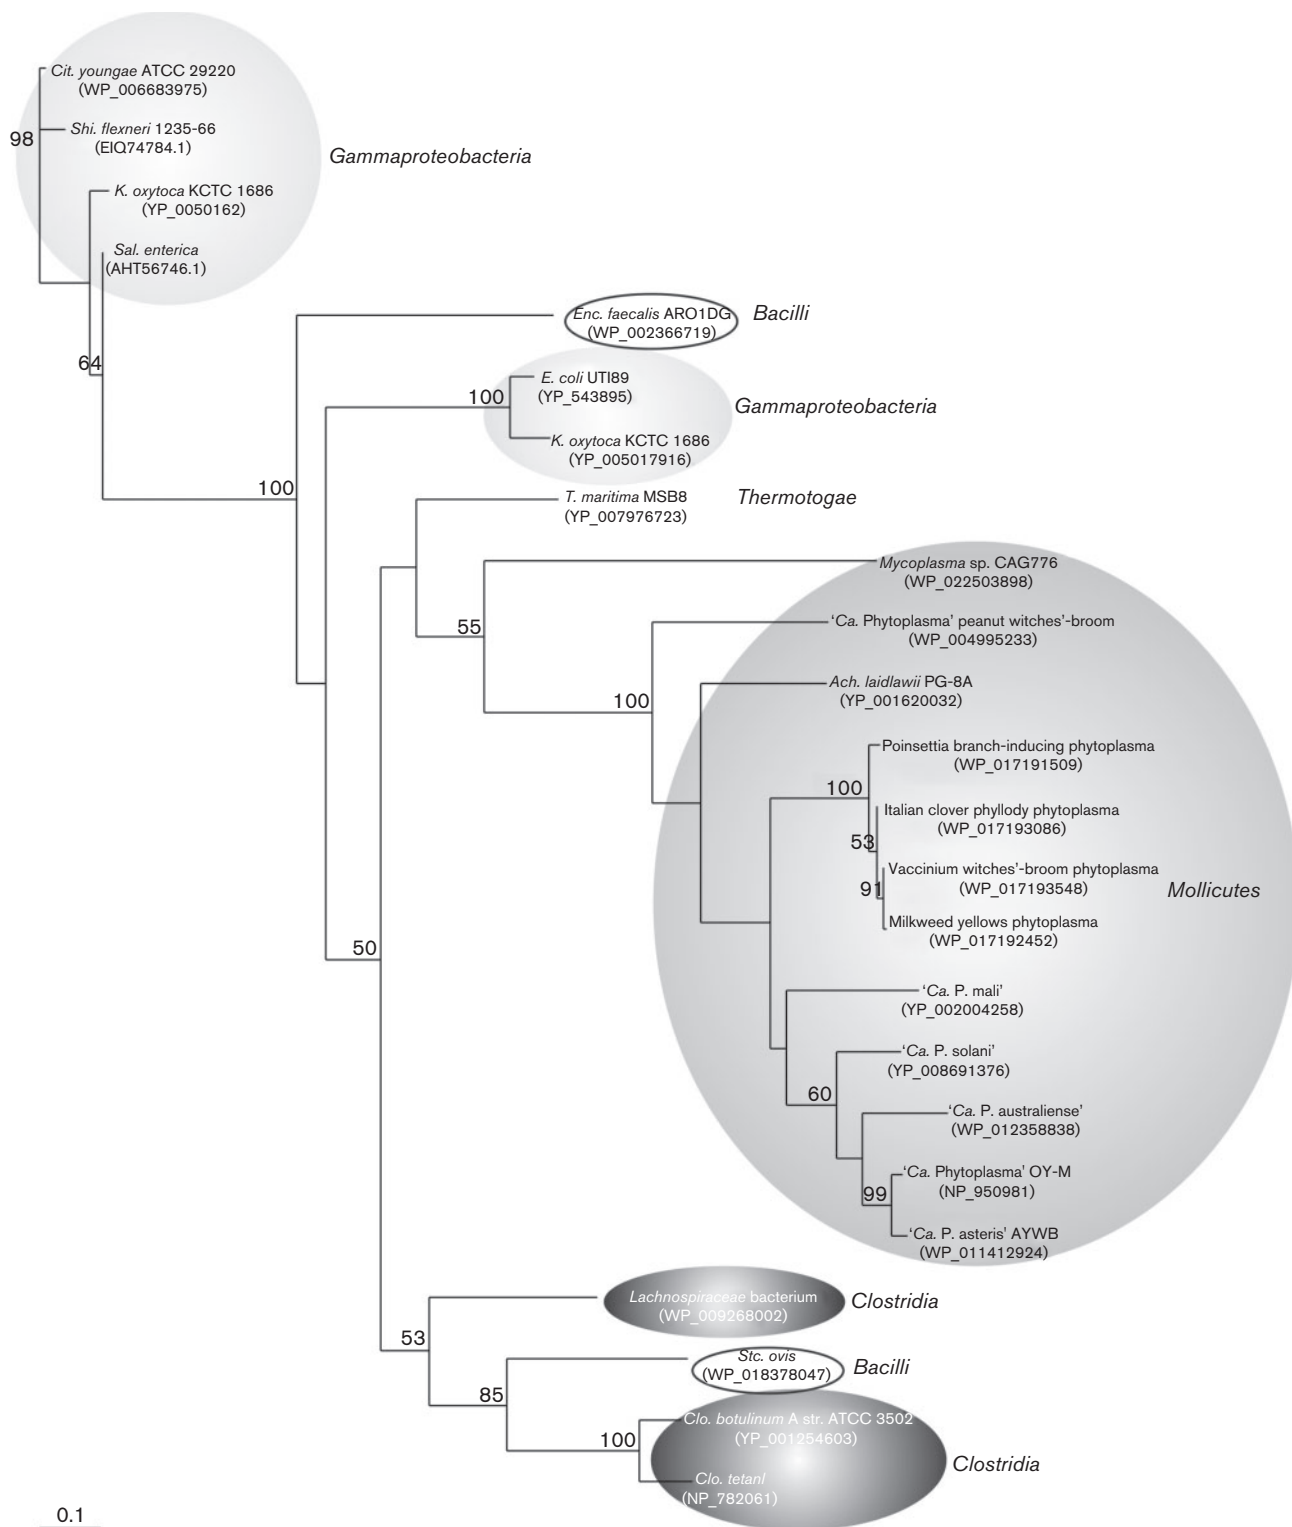 Cit. youngae ATCC 29220
(WP_006683975)
98
Shi. flexneri 1235-66
(EIQ74784.1)
Gammaproteobacteria
K. oxytoca KCTC 1686
(YP_0050162)
Sal. enterica
(AHT56746.1)
64
Enc. faecalis ARO1DG
(WP_002366719)
Bacilli
100
E. coli UTI89
(YP_543895)
Gammaproteobacteria
K. oxytoca KCTC 1686
(YP_005017916)
100
T. maritima MSB8
(YP_007976723)
Thermotogae
Mycoplasma sp. CAG776
(WP_022503898)
55
'Ca. Phytoplasma' peanut witches'-broom
(WP_004995233)
100
Ach. laidlawii PG-8A
(YP_001620032)
Poinsettia branch-inducing phytoplasma
(WP_017191509)
100
Italian clover phyllody phytoplasma
(WP_017193086)
53
Vaccinium witches'-broom phytoplasma
(WP_017193548)
91
Mollicutes
Milkweed yellows phytoplasma
(WP_017192452)
50
'Ca. P. mali'
(YP_002004258)
'Ca. P. solani'
(YP_008691376)
60
'Ca. P. australiense'
(WP_012358838)
'Ca. Phytoplasma' OY-M
(NP_950981)
99
'Ca. P. asteris' AYWB
(WP_011412924)
Lachnospiraceae bacterium
(WP_009268002)
Clostridia
53
Stc. ovis
(WP_018378047)
Bacilli
85
Clo. botulinum A str. ATCC 3502
(YP_001254603)
100
Clostridia
Clo. tetanl
(NP_782061)
0.1